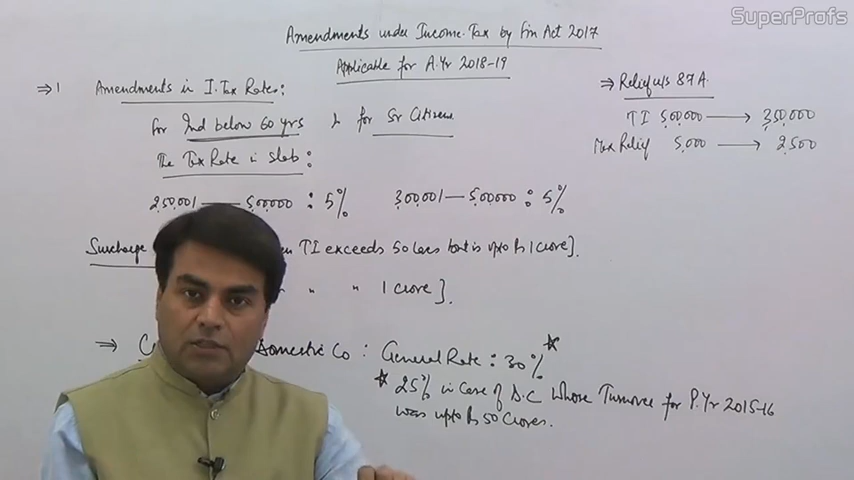 SuperProfs
Amendments under Income Tax by Fin Act 2017
Applicable for A.Yr 2018-19
⇒ 1 Amendments in I.Tax Rates:
for Ind below 60 yrs & for Sr Citizens
The Tax Rate in slab:
2,50,001 — 5,00,000 : 5% 3,00,001 — 5,00,000 : 5%
Surcharge TI exceeds 50 lacs but is upto Rs 1 Crore].
" " 1 Crore].
⇒ Domestic Co : General Rate : 30% *
* 25% in Case of D.C Whose Turnover for P.Yr 2015-16
was upto Rs 50 Crores.
⇒ Relief u/s 87A.
TI 5,00,000 → 3,50,000
Max Relief 5,000 → 2,500